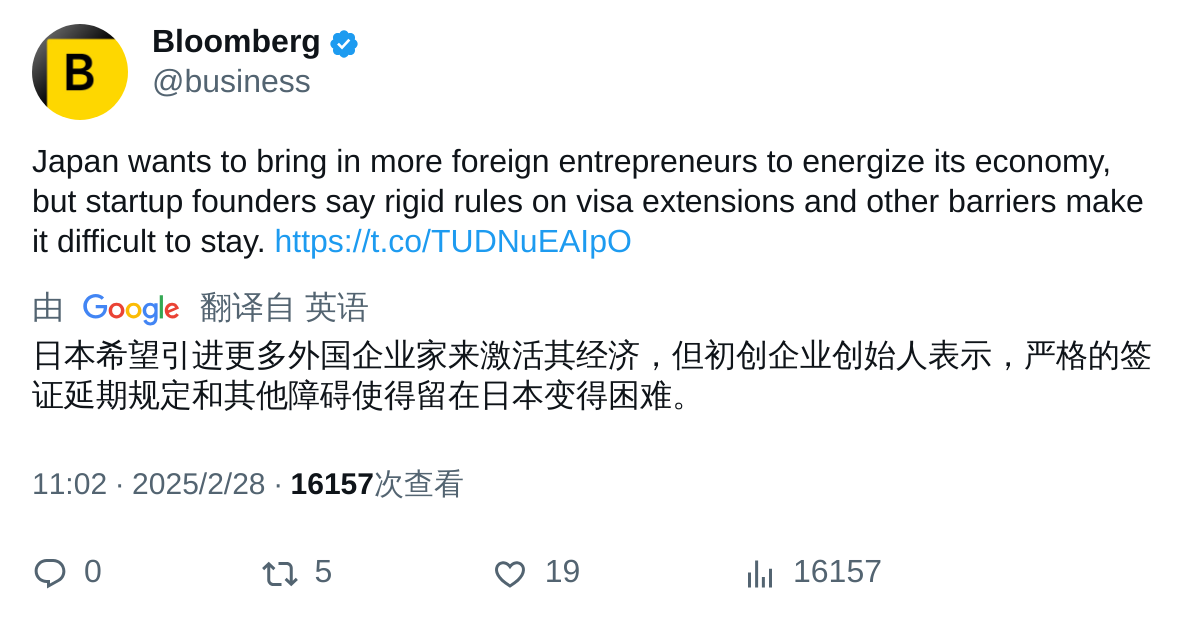 B
Bloomberg
@business
Japan wants to bring in more foreign entrepreneurs to energize its economy,
but startup founders say rigid rules on visa extensions and other barriers make
it difficult to stay. https://t.co/TUDNuEAIpO
由 Google 翻译自 英语
日本希望引进更多外国企业家来激活其经济，但初创企业创始人表示，严格的签
证延期规定和其他障碍使得留在日本变得困难。
11:02 · 2025/2/28 · 16157次查看
0 5 19 16157